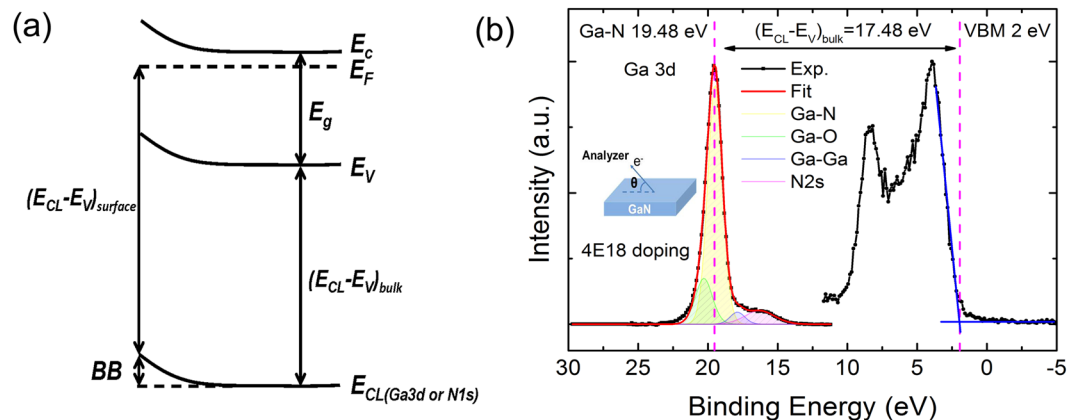 (a)
E_c
E_F
E_g
E_V
(E_CL-E_V)_surface
(E_CL-E_V)_bulk
BB
E_CL(Ga3d or N1s)
(b)
Ga-N 19.48 eV
(E_CL-E_V)_bulk=17.48 eV
VBM 2 eV
Ga 3d
Exp.
Fit
Ga-N
Ga-O
Ga-Ga
N2s
Analyzer
e-
θ
GaN
4E18 doping
Intensity (a.u.)
30 25 20 15 10 5 0 -5
Binding Energy (eV)